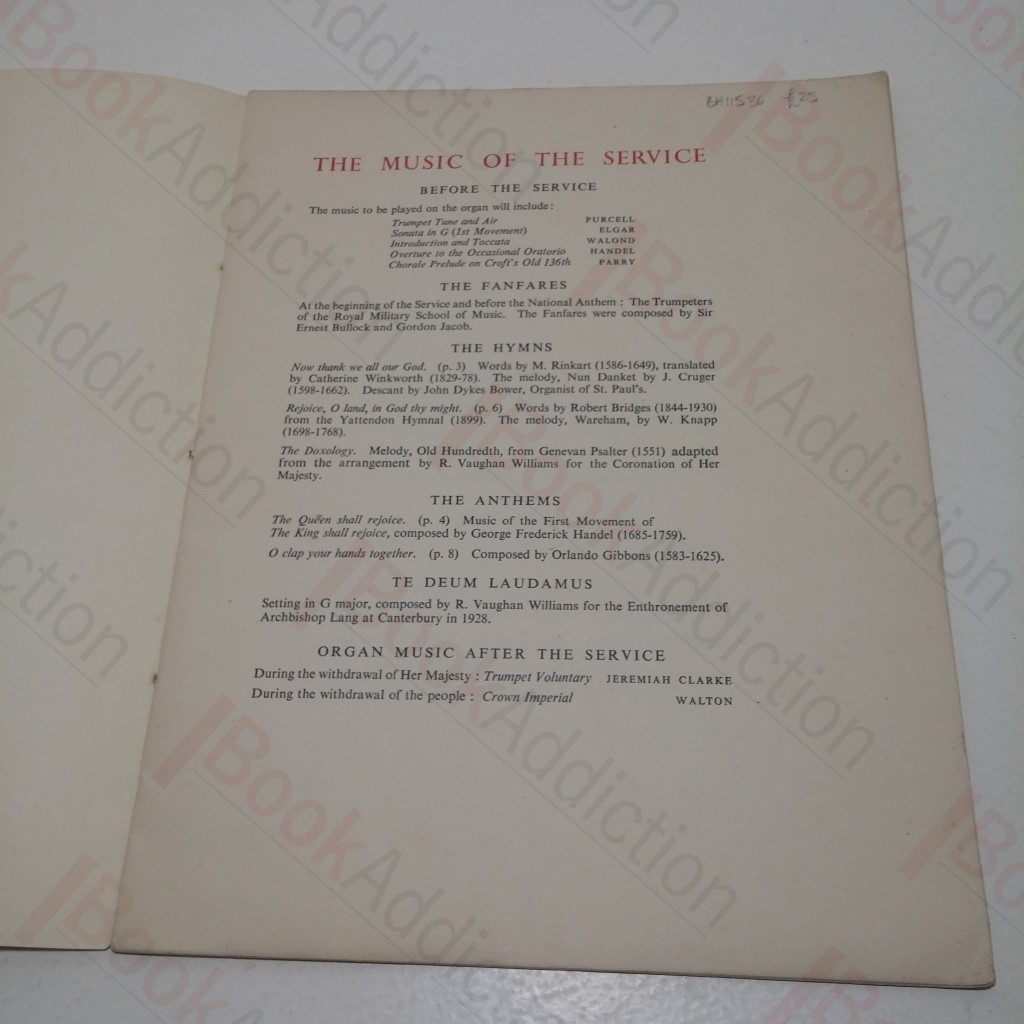 BH11536 £25
THE MUSIC OF THE SERVICE
BEFORE THE SERVICE
The music to be played on the organ will include :
Trumpet Tune and Air PURCELL
Sonata in G (1st Movement) ELGAR
Introduction and Toccata WALOND
Overture to the Occasional Oratorio HANDEL
Chorale Prelude on Croft's Old 136th PARRY
THE FANFARES
At the beginning of the Service and before the National Anthem : The Trumpeters
of the Royal Military School of Music. The Fanfares were composed by Sir
Ernest Bullock and Gordon Jacob.
THE HYMNS
Now thank we all our God. (p. 3) Words by M. Rinkart (1586-1649), translated
by Catherine Winkworth (1829-78). The melody, Nun Danket by J. Cruger
(1598-1662). Descant by John Dykes Bower, Organist of St. Paul's.
Rejoice, O land, in God thy might. (p. 6) Words by Robert Bridges (1844-1930)
from the Yattendon Hymnal (1899). The melody, Wareham, by W. Knapp
(1698-1768).
The Doxology. Melody, Old Hundredth, from Genevan Psalter (1551) adapted
from the arrangement by R. Vaughan Williams for the Coronation of Her
Majesty.
THE ANTHEMS
The Queen shall rejoice. (p. 4) Music of the First Movement of
The King shall rejoice, composed by George Frederick Handel (1685-1759).
O clap your hands together. (p. 8) Composed by Orlando Gibbons (1583-1625).
TE DEUM LAUDAMUS
Setting in G major, composed by R. Vaughan Williams for the Enthronement of
Archbishop Lang at Canterbury in 1928.
ORGAN MUSIC AFTER THE SERVICE
During the withdrawal of Her Majesty : Trumpet Voluntary JEREMIAH CLARKE
During the withdrawal of the people : Crown Imperial WALTON
BookAddiction